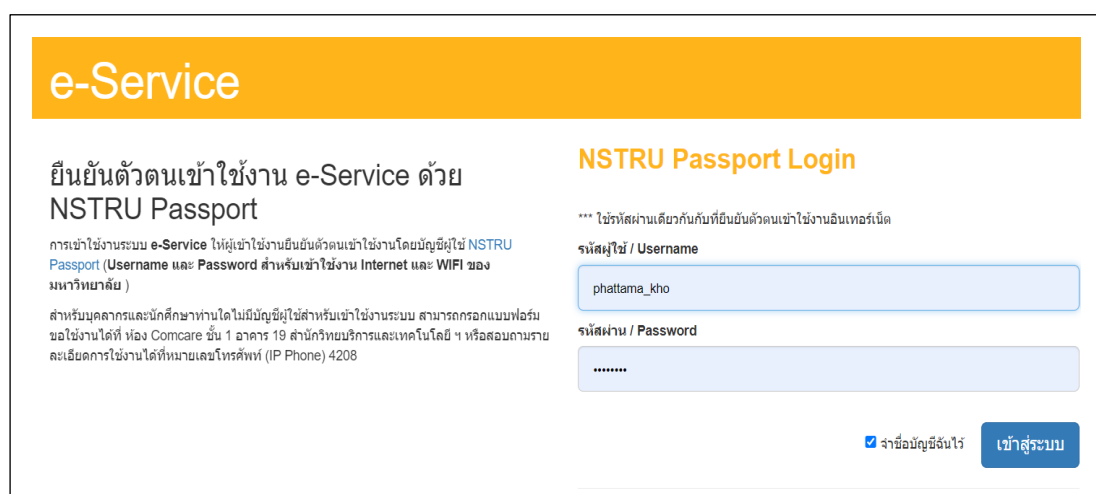 e-Service
ยืนยันตัวตนเข้าใช้งาน e-Service ด้วย
NSTRU Passport
การเข้าใช้งานระบบ e-Service ให้ผู้เข้าใช้งานยืนยันตัวตนเข้าใช้งานโดยบัญชีผู้ใช้ NSTRU
Passport (Username และ Password สำหรับเข้าใช้งาน Internet และ WIFI ของ
มหาวิทยาลัย )
สำหรับบุคลากรและนักศึกษาท่านใดไม่มีบัญชีผู้ใช้สำหรับเข้าใช้งานระบบ สามารถกรอกแบบฟอร์ม
ขอใช้งานได้ที่ ห้อง Comcare ชั้น 1 อาคาร 19 สำนักวิทยบริการและเทคโนโลยี ฯ หรือสอบถามราย
ละเอียดการใช้งานได้ที่หมายเลขโทรศัพท์ (IP Phone) 4208
NSTRU Passport Login
*** ใช้รหัสผ่านเดียวกันกับที่ยืนยันตัวตนเข้าใช้งานอินเทอร์เน็ต
รหัสผู้ใช้ / Username
phattama_kho
รหัสผ่าน / Password
••••••••
จำชื่อบัญชีฉันไว้
เข้าสู่ระบบ